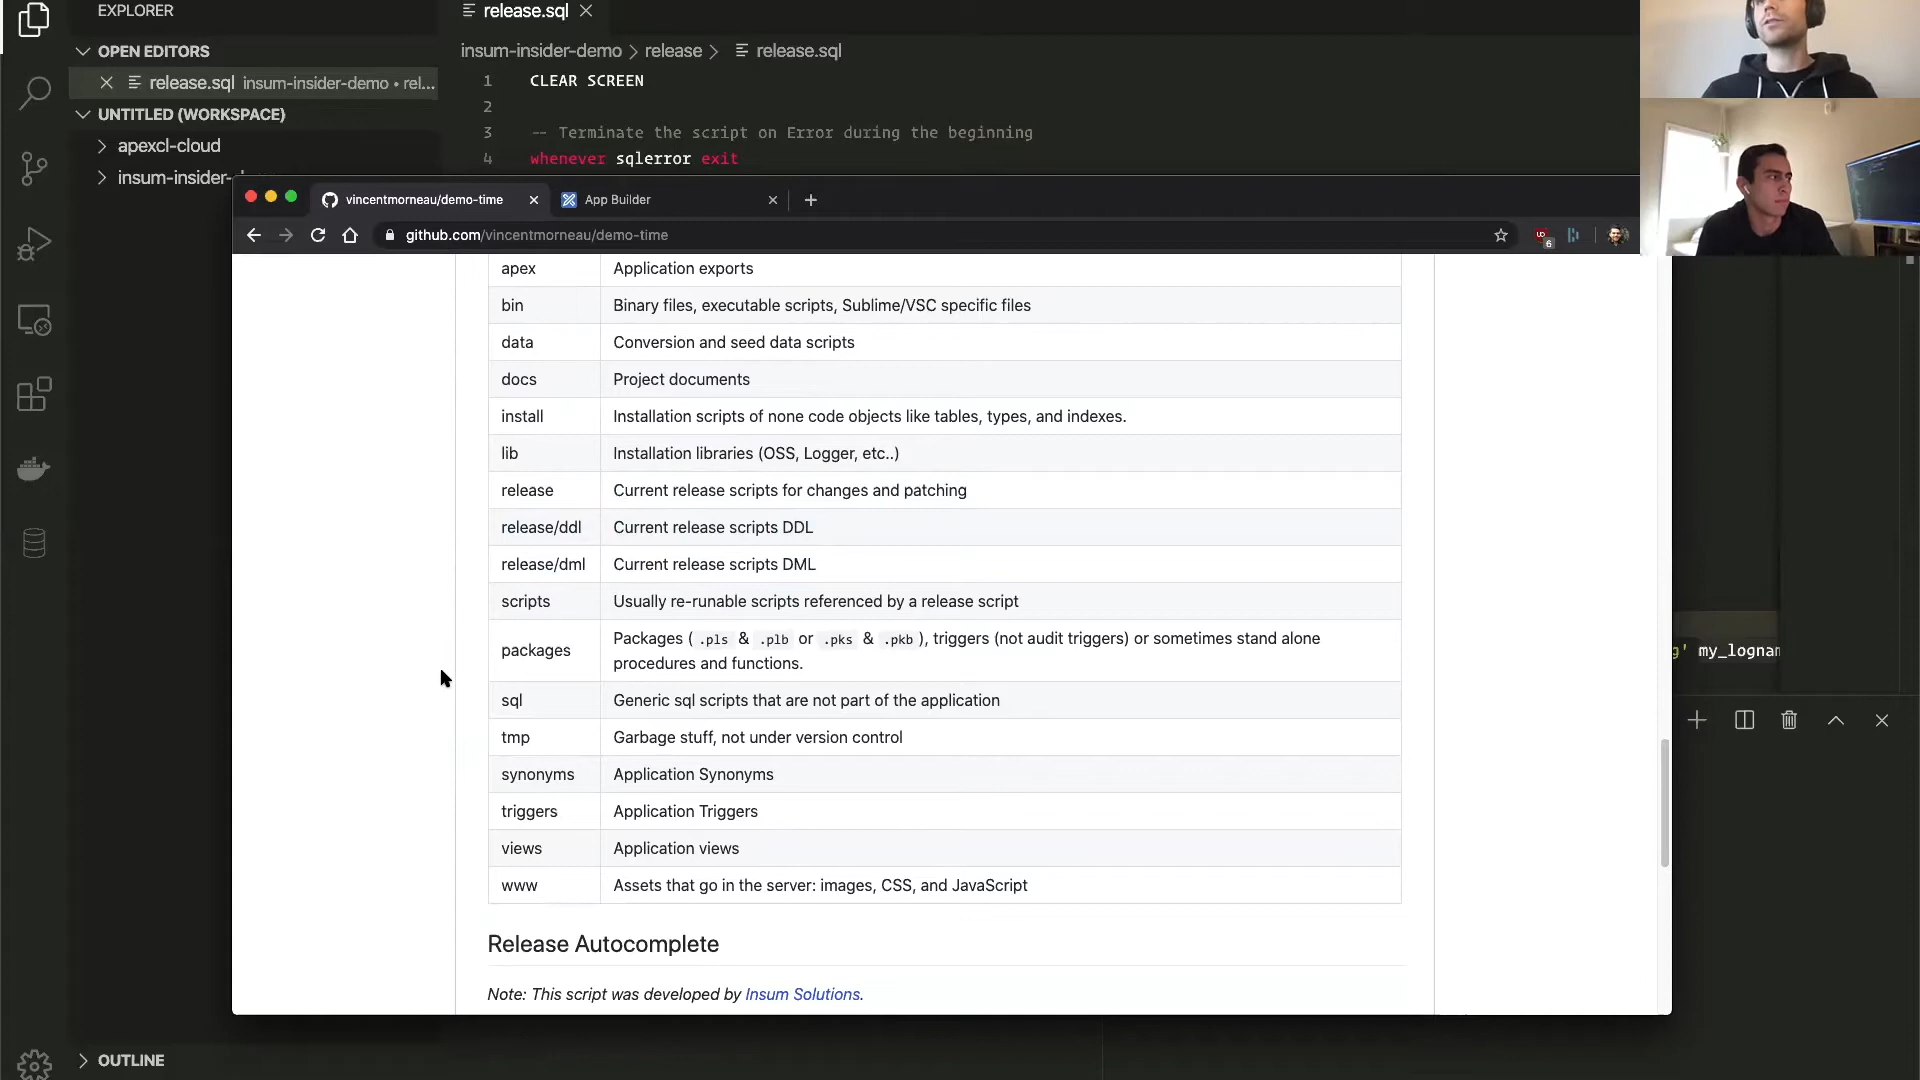 EXPLORER
release.sql
OPEN EDITORS
release.sql insum-insider-demo • rel...
UNTITLED (WORKSPACE)
apexcl-cloud
insum-insider-
insum-insider-demo > release > release.sql
1 CLEAR SCREEN
2
3 -- Terminate the script on Error during the beginning
4 whenever sqlerror exit
vincentmorneau/demo-time
App Builder
github.com/vincentmorneau/demo-time
6
apex Application exports
bin Binary files, executable scripts, Sublime/VSC specific files
data Conversion and seed data scripts
docs Project documents
install Installation scripts of none code objects like tables, types, and indexes.
lib Installation libraries (OSS, Logger, etc..)
release Current release scripts for changes and patching
release/ddl Current release scripts DDL
release/dml Current release scripts DML
scripts Usually re-runable scripts referenced by a release script
packages Packages ( .pls & .plb or .pks & .pkb ), triggers (not audit triggers) or sometimes stand alone
procedures and functions.
sql Generic sql scripts that are not part of the application
tmp Garbage stuff, not under version control
synonyms Application Synonyms
triggers Application Triggers
views Application views
www Assets that go in the server: images, CSS, and JavaScript
Release Autocomplete
Note: This script was developed by Insum Solutions.
g' my_lognam
OUTLINE